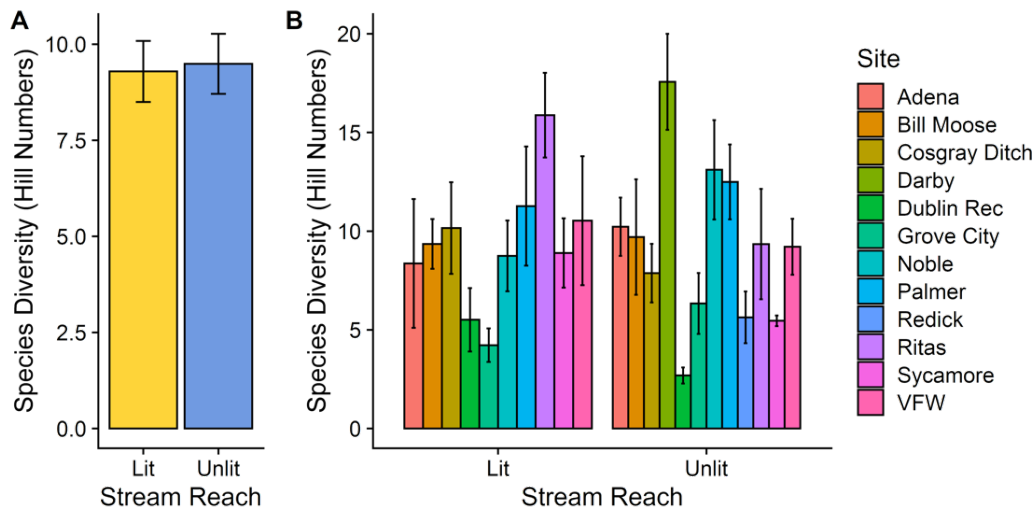 A
Species Diversity (Hill Numbers)
10.0
7.5
5.0
2.5
0.0
Lit
Unlit
Stream Reach
B
Species Diversity (Hill Numbers)
20
15
10
5
0
Lit
Unlit
Stream Reach
Site
Adena
Bill Moose
Cosgray Ditch
Darby
Dublin Rec
Grove City
Noble
Palmer
Redick
Ritas
Sycamore
VFW